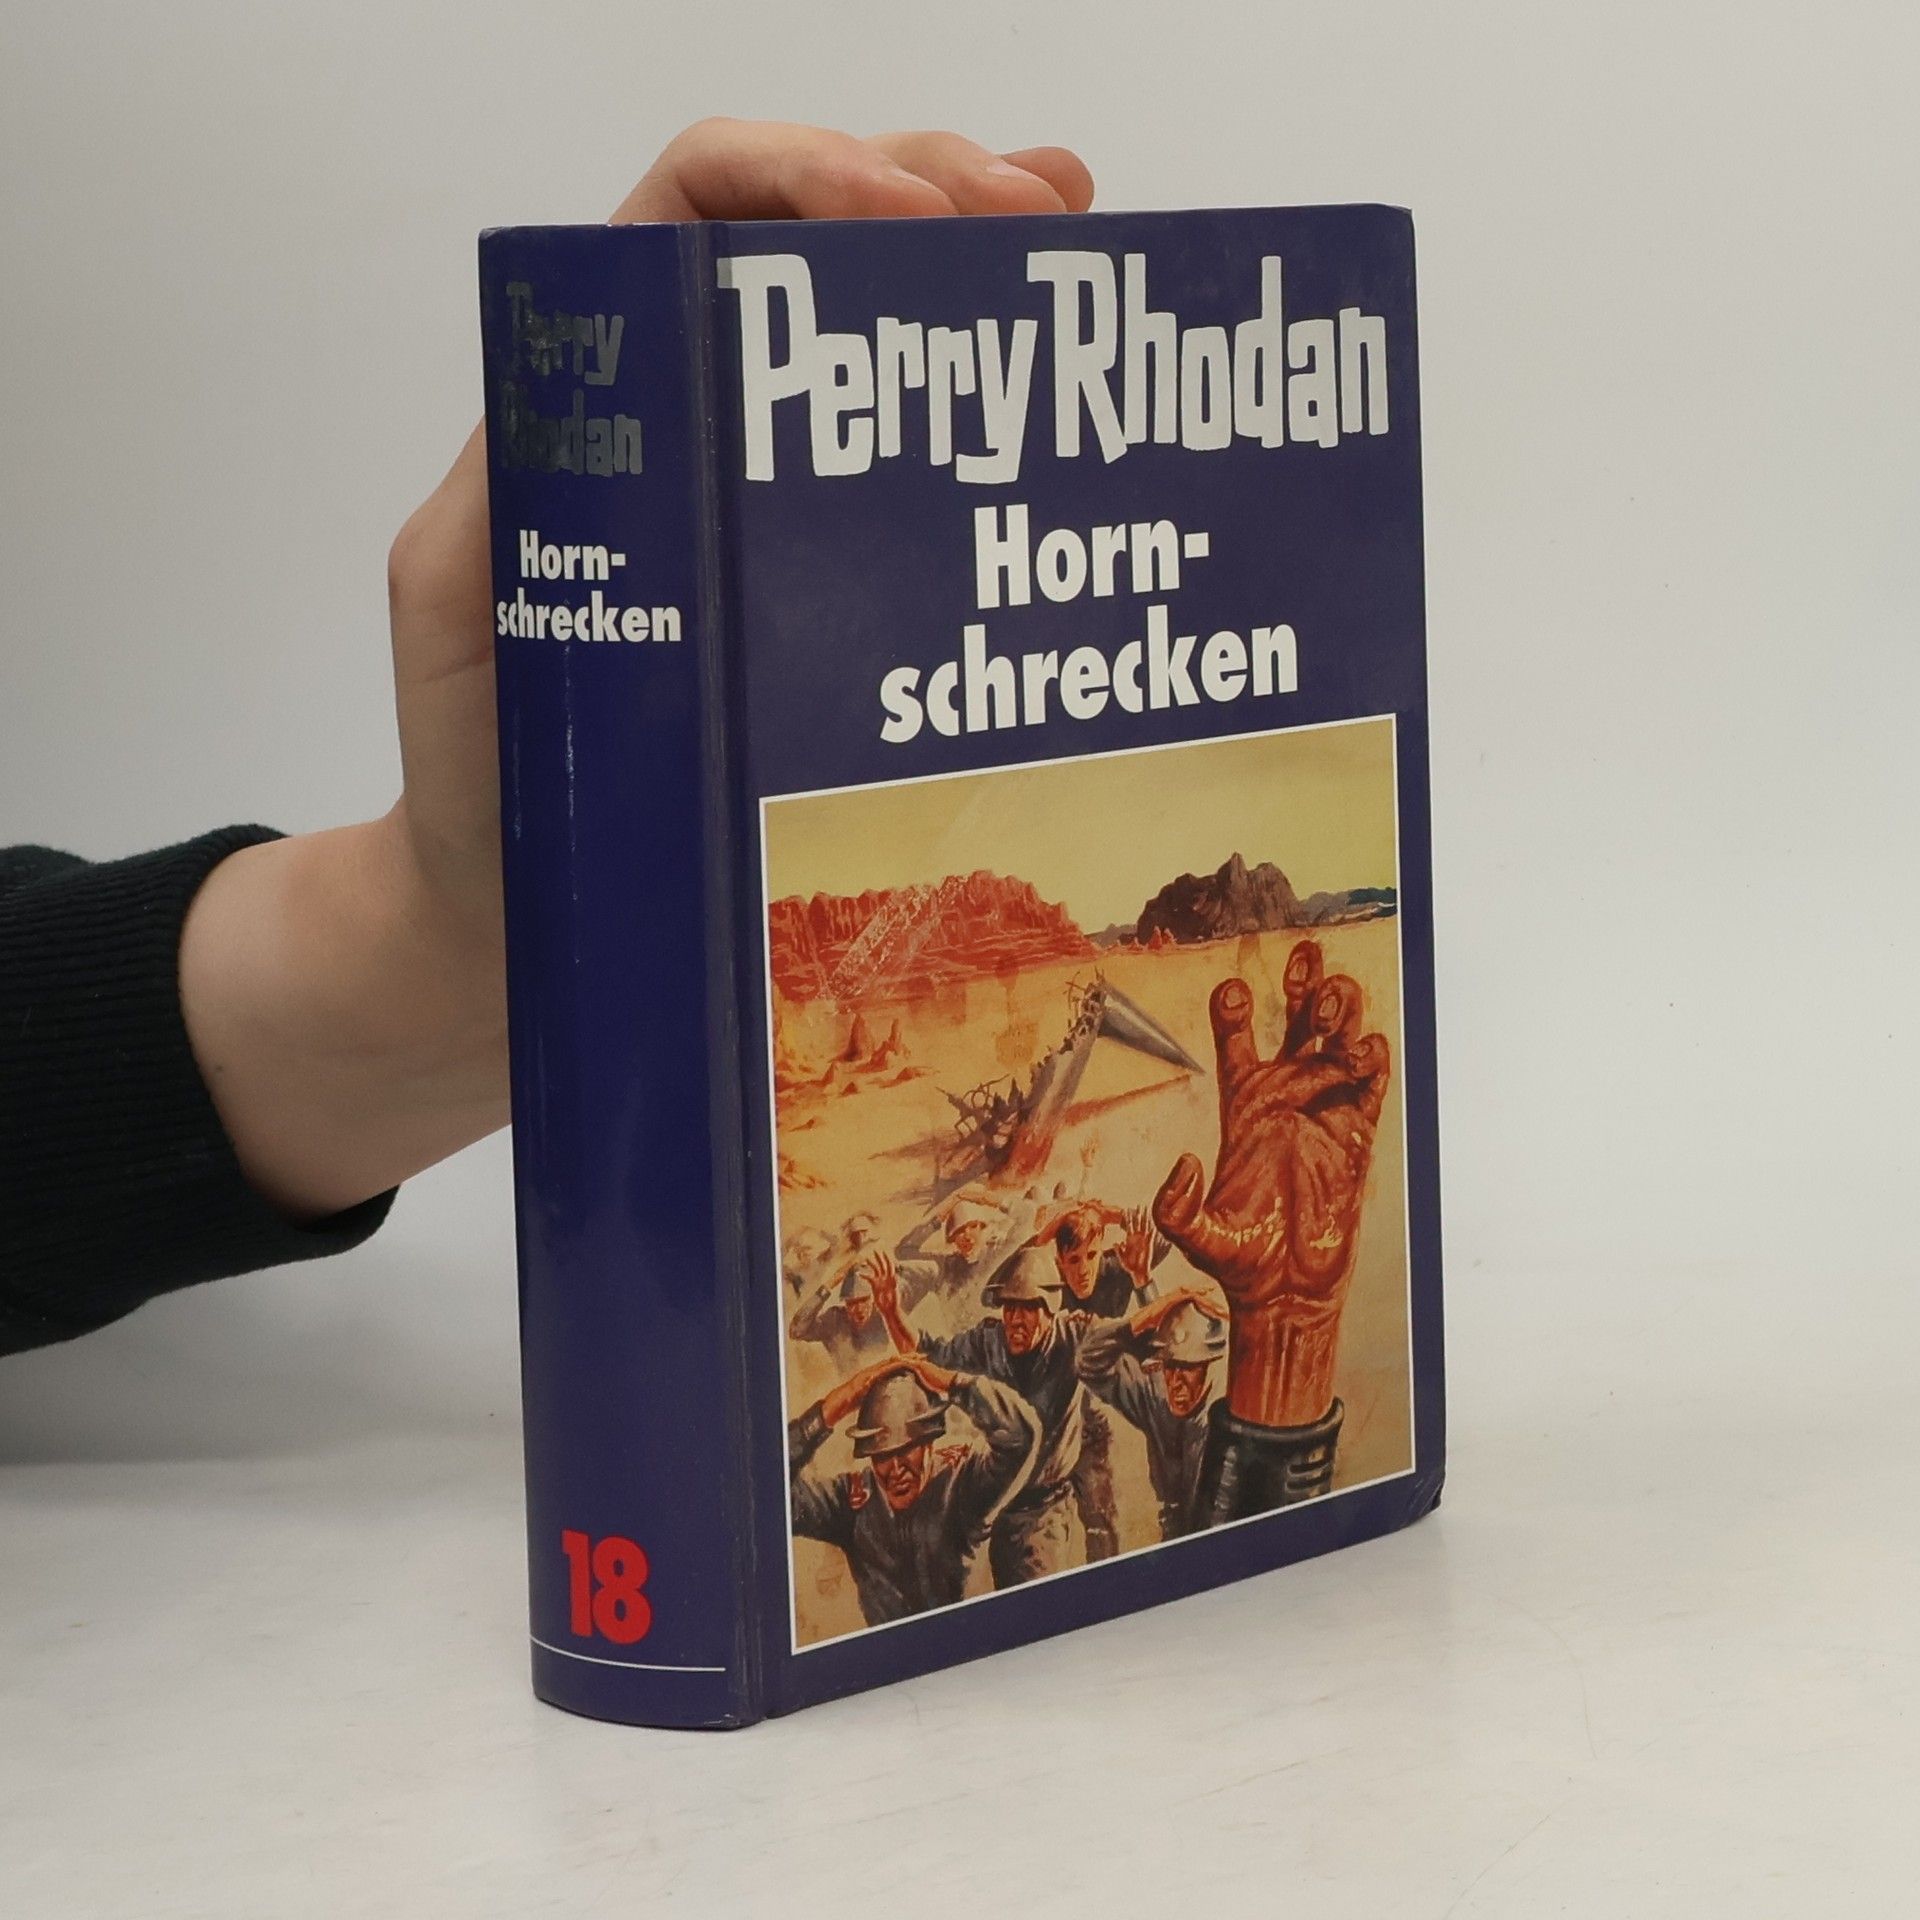 Perry
Rhodan
Horn-
schrecken
18
Perry Rhodan
Horn-
schrecken